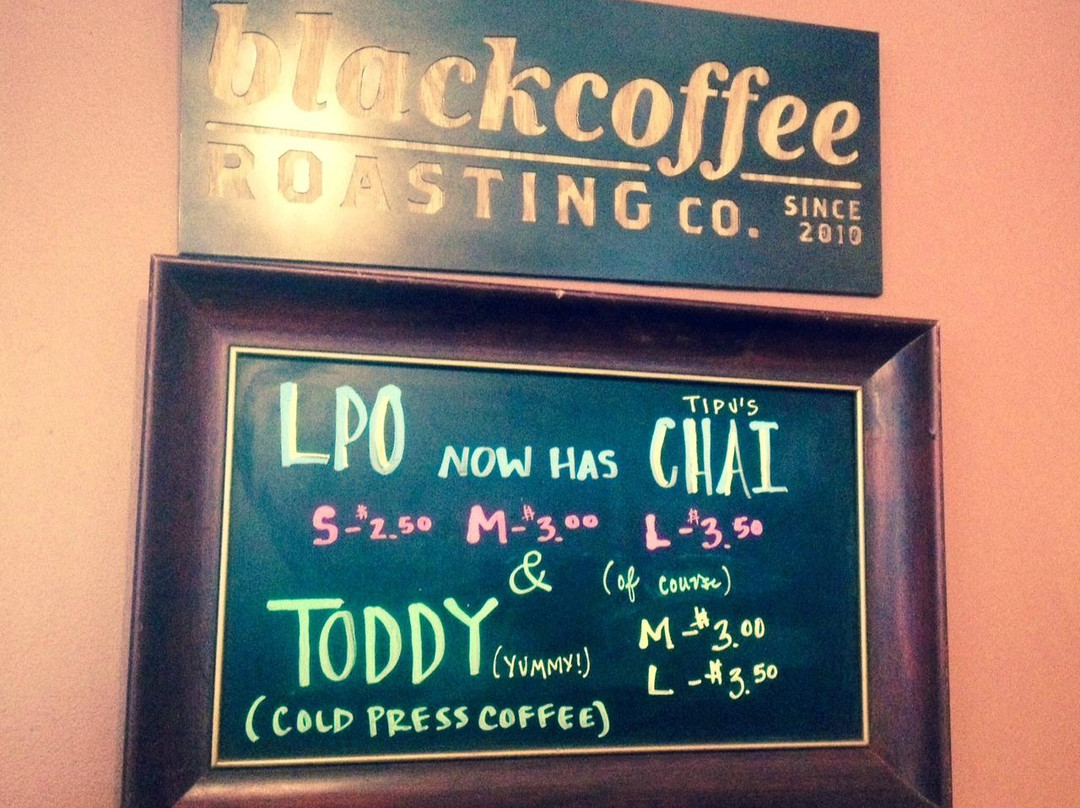 blackcoffee
ROASTING CO. SINCE 2010
LPO NOW HAS TIPU'S CHAI
S-$2.50 M-$3.00 L-$3.50
& (of course)
TODDY (YUMMY!)
M-$3.00
L-$3.50
(COLD PRESS COFFEE)